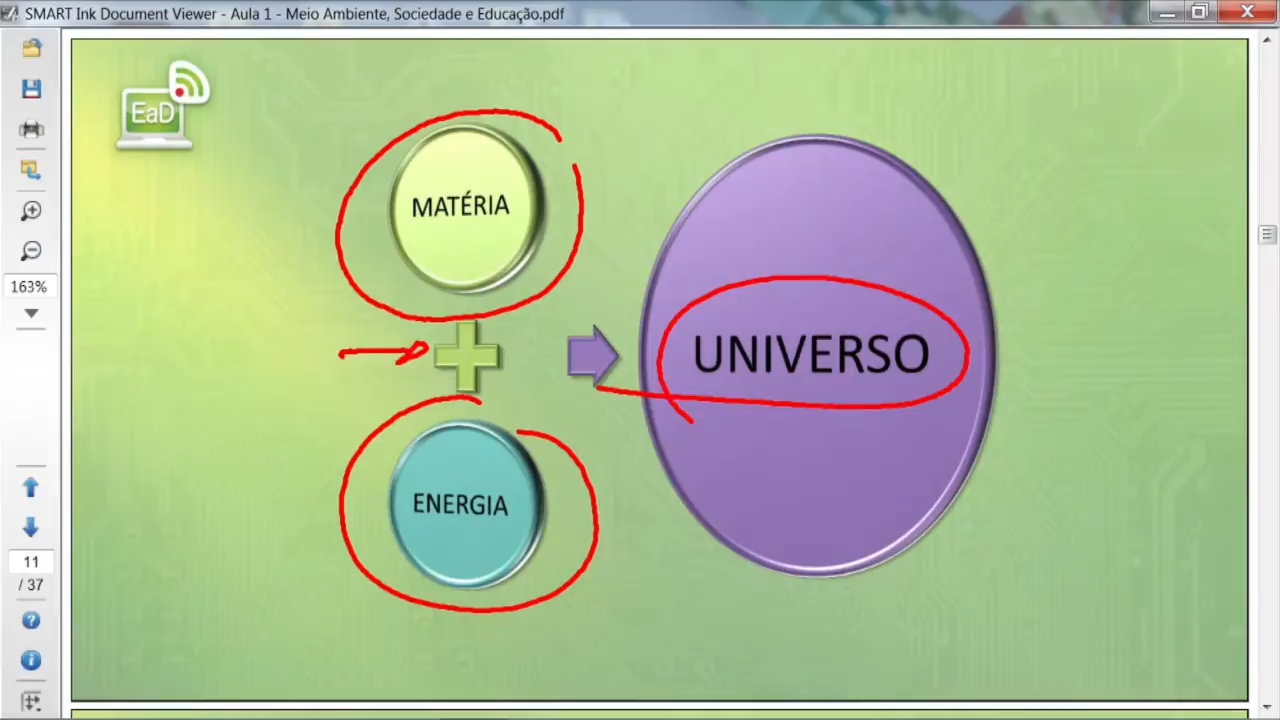 SMART Ink Document Viewer - Aula 1 - Meio Ambiente, Sociedade e Educação.pdf
EaD
MATÉRIA
163%
UNIVERSO
ENERGIA
11
/ 37